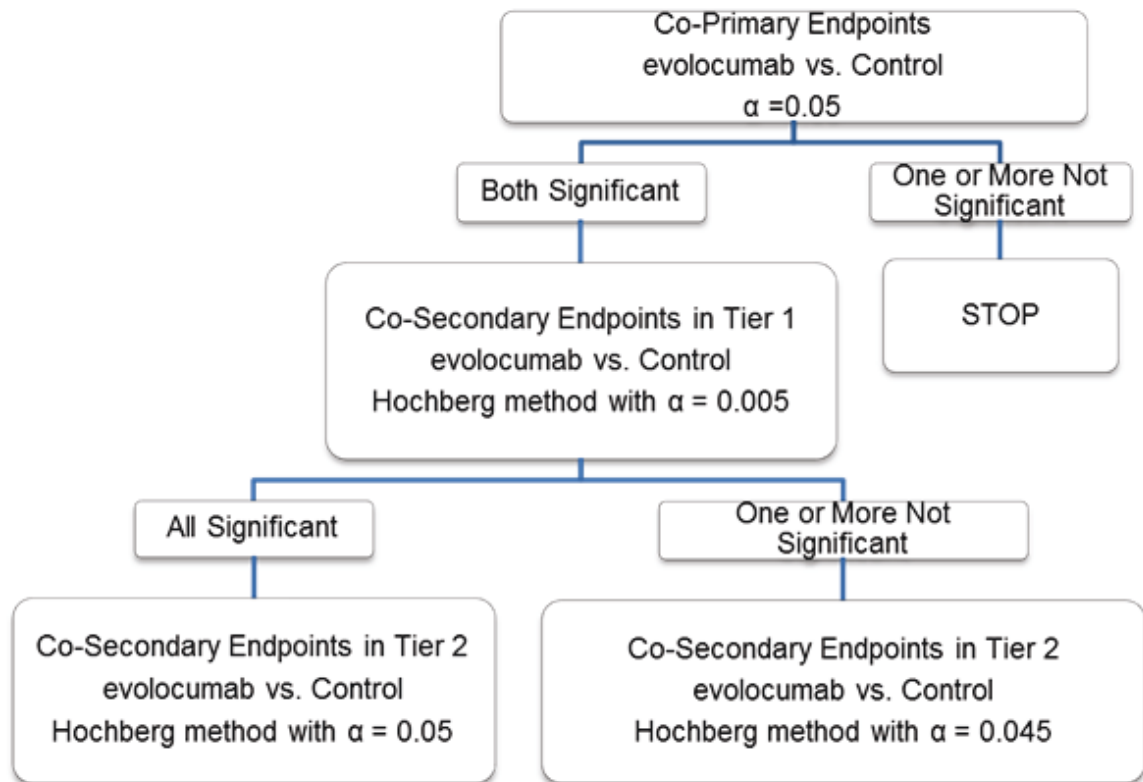 Co-Primary Endpoints
evolocumab vs. Control
α =0.05
Both Significant
One or More Not
Significant
Co-Secondary Endpoints in Tier 1
evolocumab vs. Control
Hochberg method with α = 0.005
STOP
All Significant
One or More Not
Significant
Co-Secondary Endpoints in Tier 2
evolocumab vs. Control
Hochberg method with α = 0.05
Co-Secondary Endpoints in Tier 2
evolocumab vs. Control
Hochberg method with α = 0.045